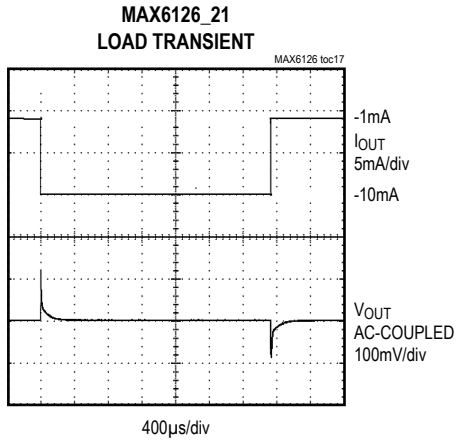 MAX6126_21
LOAD TRANSIENT
MAX6126 toc17
-1mA
IOUT
5mA/div
-10mA
VOUT
AC-COUPLED
100mV/div
400µs/div